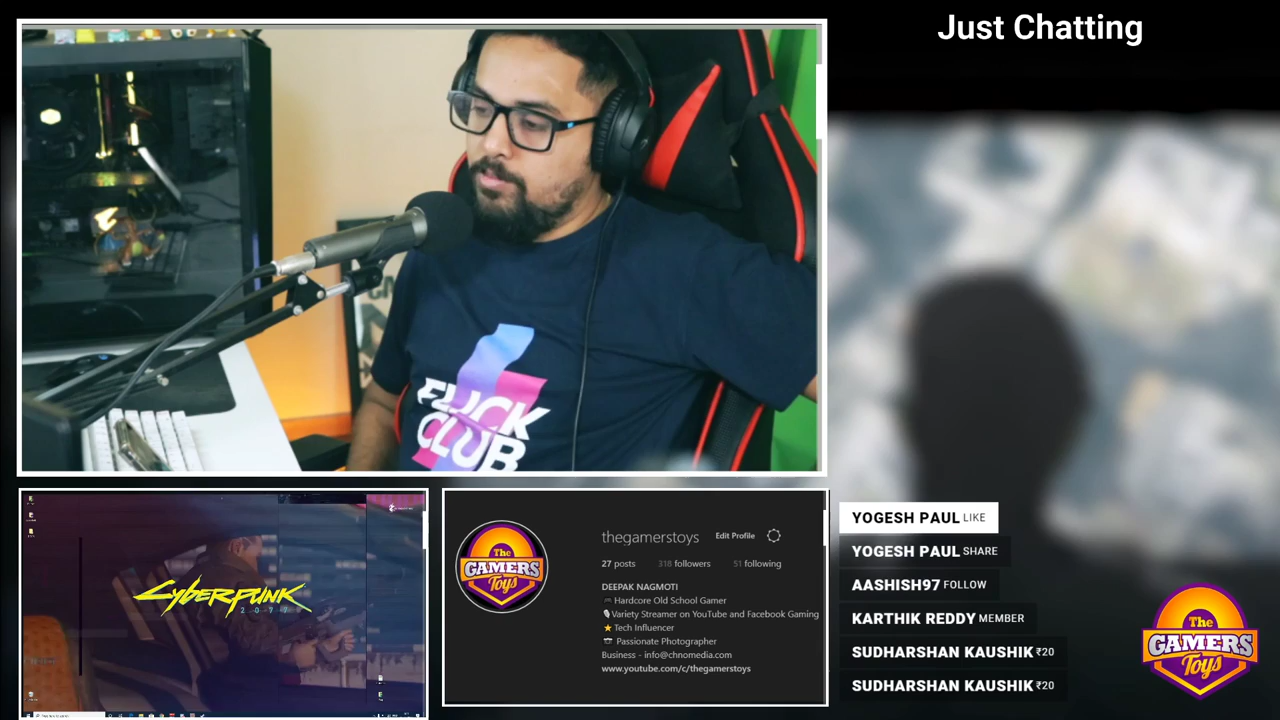 Just Chatting
FLICK
CLUB
CYBERPUNK
2077
The
GAMERS
Toys
thegamerstoys Edit Profile
27 posts 318 followers 51 following
DEEPAK NAGMOTI
Hardcore Old School Gamer
Variety Streamer on YouTube and Facebook Gaming
Tech Influencer
Passionate Photographer
Business - info@chnomedia.com
www.youtube.com/c/thegamerstoys
YOGESH PAUL LIKE
YOGESH PAUL SHARE
AASHISH97 FOLLOW
KARTHIK REDDY MEMBER
SUDHARSHAN KAUSHIK ₹20
SUDHARSHAN KAUSHIK ₹20
The
GAMERS
Toys